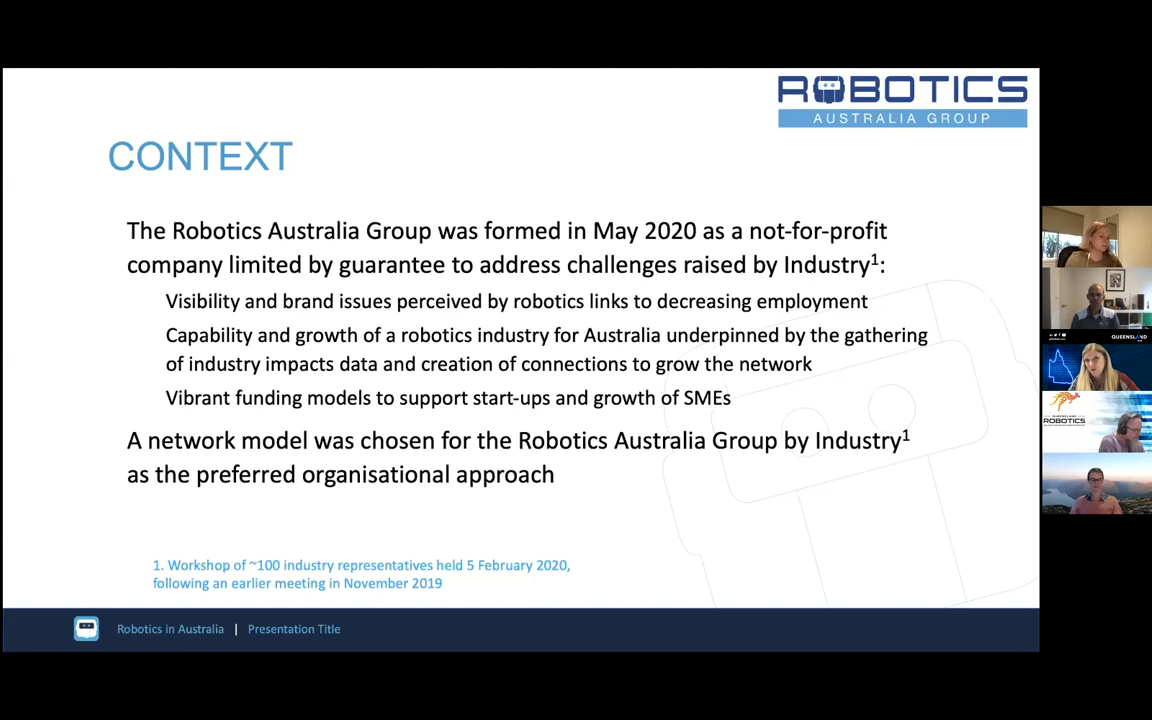 ROBOTICS
AUSTRALIA GROUP
CONTEXT
The Robotics Australia Group was formed in May 2020 as a not-for-profit
company limited by guarantee to address challenges raised by Industry1:
Visibility and brand issues perceived by robotics links to decreasing employment
Capability and growth of a robotics industry for Australia underpinned by the gathering
of industry impacts data and creation of connections to grow the network
Vibrant funding models to support start-ups and growth of SMEs
A network model was chosen for the Robotics Australia Group by Industry1
as the preferred organisational approach
1. Workshop of ~100 industry representatives held 5 February 2020,
following an earlier meeting in November 2019
Robotics in Australia | Presentation Title
QUEENSLAND
ROBOTICS